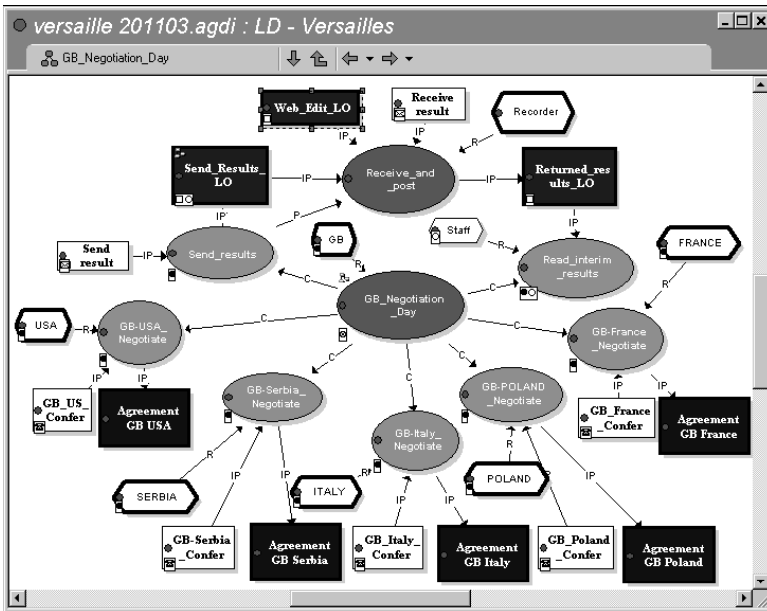 versaille 201103.agdi : LD - Versailles
GB_Negotiation_Day
Web_Edit_LO
Receive
result
Recorder
IP
IP
R
Send_Results_
LO
IP
Receive_and
_post
IP
Returned_res
ults_LO
IP
P
IP
Send
result
IP
Send_results
GB
R
Staff
R
Read_interim
_results
FRANCE
R
C
C
GB_Negotiation
_Day
USA
R
GB-USA_
Negotiate
C
C
GB-France
_Negotiate
C
C
C
IP
IP
IP
IP
GB_US_
Confer
Agreement
GB USA
GB-Serbia_
Negotiate
GB-POLAND
_Negotiate
GB_France
_Confer
Agreement
GB France
GB-Italy_
Negotiate
R
IP
IP
R
IP
IP
SERBIA
ITALY
R
POLAND
IP
IP
GB-Serbia
_Confer
Agreement
GB Serbia
GB_Italy_
Confer
Agreement
GB Italy
GB_Poland
_Confer
Agreement
GB Poland